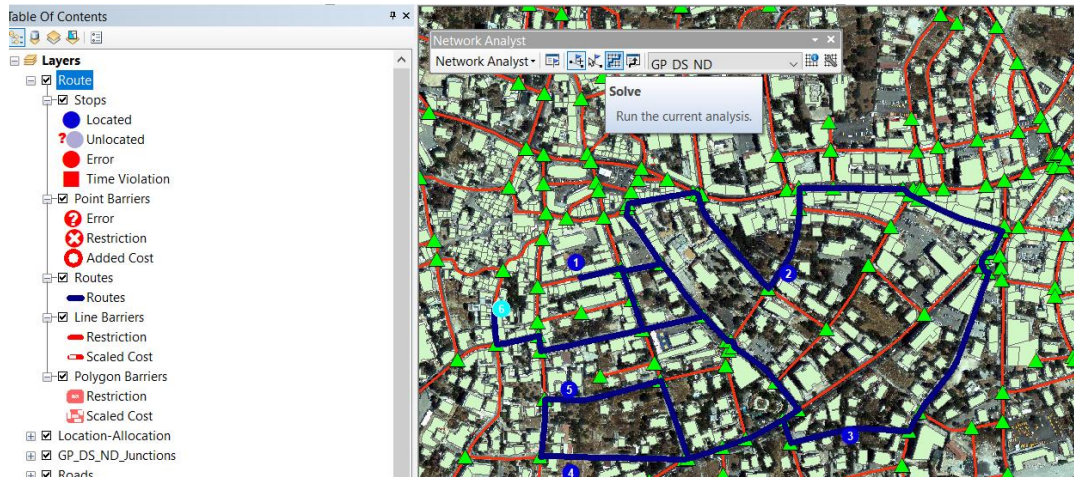 Table Of Contents
Layers
Route
Stops
Located
Unlocated
Error
Time Violation
Point Barriers
Error
Restriction
Added Cost
Routes
Routes
Line Barriers
Restriction
Scaled Cost
Polygon Barriers
Restriction
Scaled Cost
Location-Allocation
GP_DS_ND_Junctions
Roads
Network Analyst
Network Analyst GP_DS_ND
Solve
Run the current analysis.
1
2
6
5
3
4